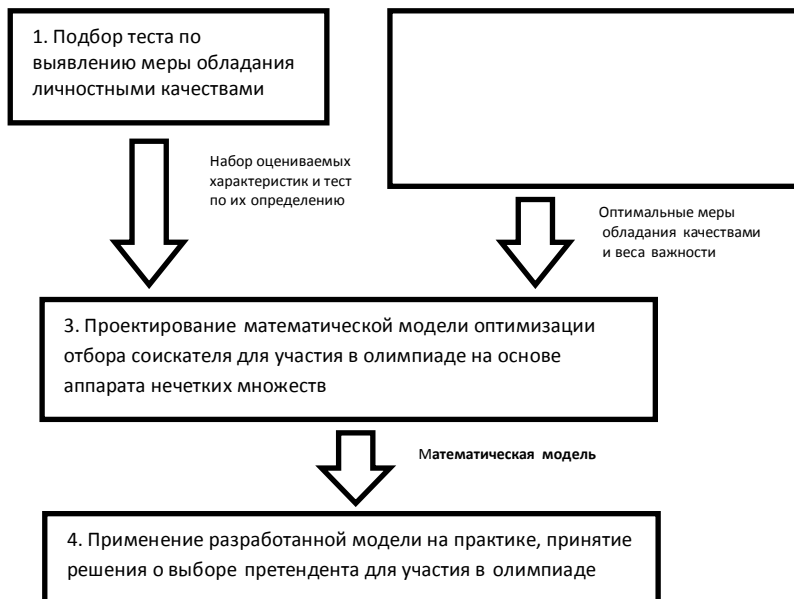 1. Подбор теста по
выявлению меры обладания
личностными качествами
Набор оцениваемых
характеристик и тест
по их определению
Оптимальные меры
обладания качествами
и веса важности
3. Проектирование математической модели оптимизации
отбора соискателя для участия в олимпиаде на основе
аппарата нечетких множеств
Математическая модель
4. Применение разработанной модели на практике, принятие
решения о выборе претендента для участия в олимпиаде